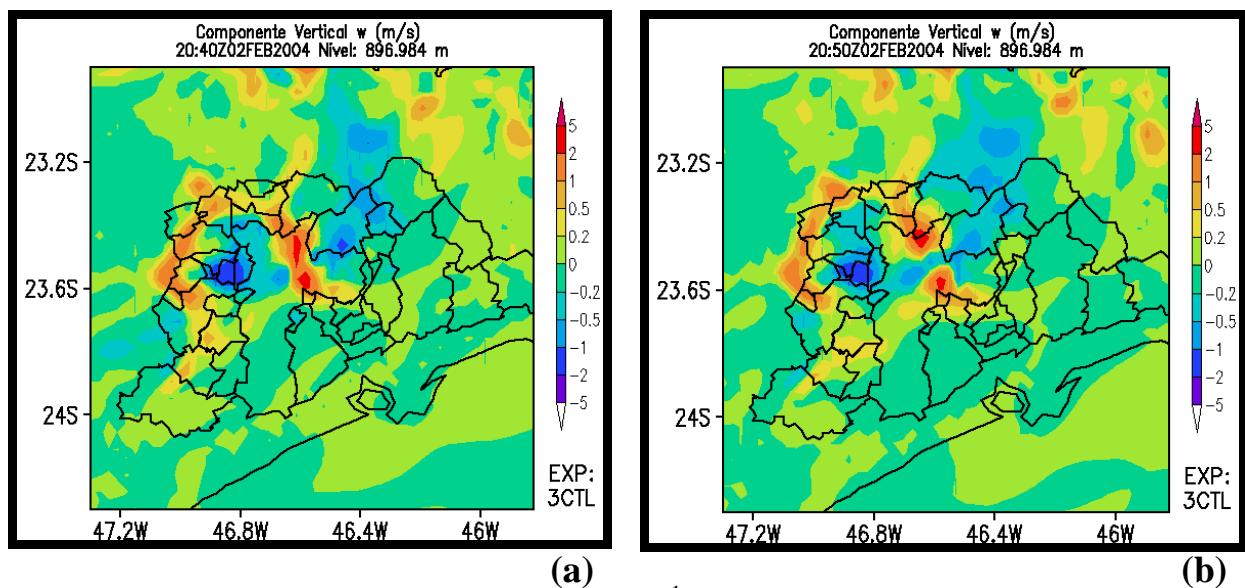 Componente Vertical w (m/s)
20:40Z02FEB2004 Nivel: 896.984 m
23.2S
23.6S
24S
47.2W
46.8W
46.4W
46W
5
2
1
0.5
0.2
0
-0.2
-0.5
-1
-2
-5
EXP:
3CTL
(a)
Componente Vertical w (m/s)
20:50Z02FEB2004 Nivel: 896.984 m
23.2S
23.6S
24S
47.2W
46.8W
46.4W
46W
5
2
1
0.5
0.2
0
-0.2
-0.5
-1
-2
-5
EXP:
3CTL
(b)